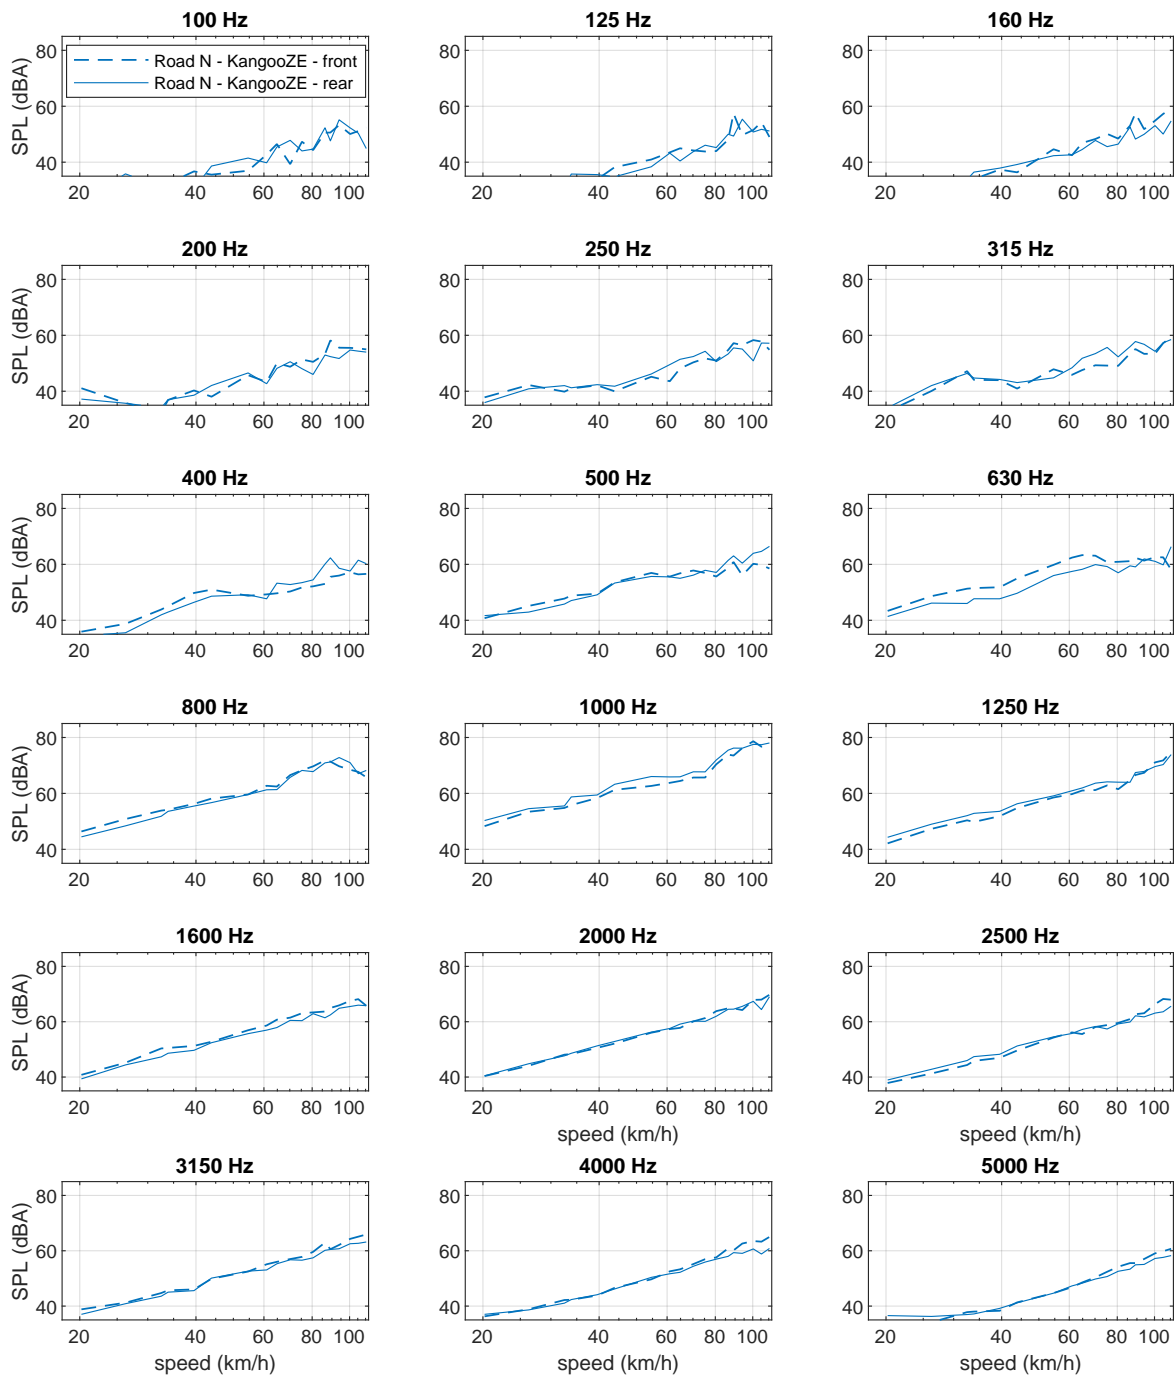 100 Hz
125 Hz
160 Hz
SPL (dBA)
80
60
40
Road N - KangooZE - front
Road N - KangooZE - rear
20 40 60 80 100
80
60
40
20 40 60 80 100
80
60
40
20 40 60 80 100
200 Hz
250 Hz
315 Hz
SPL (dBA)
80
60
40
20 40 60 80 100
80
60
40
20 40 60 80 100
80
60
40
20 40 60 80 100
400 Hz
500 Hz
630 Hz
SPL (dBA)
80
60
40
20 40 60 80 100
80
60
40
20 40 60 80 100
80
60
40
20 40 60 80 100
800 Hz
1000 Hz
1250 Hz
SPL (dBA)
80
60
40
20 40 60 80 100
80
60
40
20 40 60 80 100
80
60
40
20 40 60 80 100
1600 Hz
2000 Hz
2500 Hz
SPL (dBA)
80
60
40
20 40 60 80 100
80
60
40
20 40 60 80 100
speed (km/h)
80
60
40
20 40 60 80 100
speed (km/h)
3150 Hz
4000 Hz
5000 Hz
SPL (dBA)
80
60
40
20 40 60 80 100
speed (km/h)
80
60
40
20 40 60 80 100
80
60
40
20 40 60 80 100